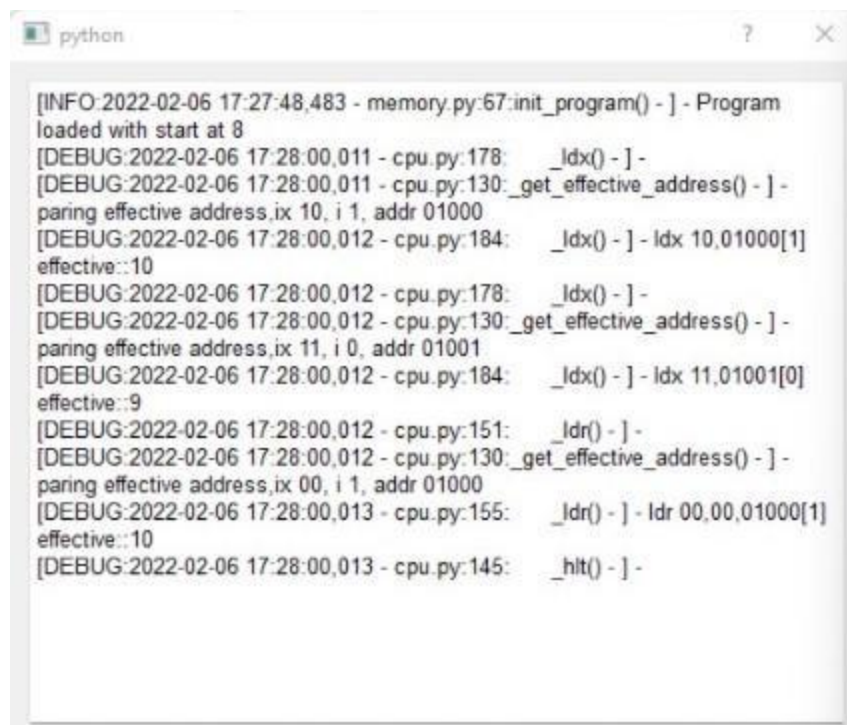 python
[INFO:2022-02-06 17:27:48,483 - memory.py:67:init_program() - ] - Program
loaded with start at 8
[DEBUG:2022-02-06 17:28:00,011 - cpu.py:178: _ldx() - ] -
[DEBUG:2022-02-06 17:28:00,011 - cpu.py:130:_get_effective_address() - ] -
paring effective address,ix 10, i 1, addr 01000
[DEBUG:2022-02-06 17:28:00,012 - cpu.py:184: _ldx() - ] - ldx 10,01000[1]
effective::10
[DEBUG:2022-02-06 17:28:00,012 - cpu.py:178: _ldx() - ] -
[DEBUG:2022-02-06 17:28:00,012 - cpu.py:130:_get_effective_address() - ] -
paring effective address,ix 11, i 0, addr 01001
[DEBUG:2022-02-06 17:28:00,012 - cpu.py:184: _ldx() - ] - ldx 11,01001[0]
effective::9
[DEBUG:2022-02-06 17:28:00,012 - cpu.py:151: _ldr() - ] -
[DEBUG:2022-02-06 17:28:00,012 - cpu.py:130:_get_effective_address() - ] -
paring effective address,ix 00, i 1, addr 01000
[DEBUG:2022-02-06 17:28:00,013 - cpu.py:155: _ldr() - ] - ldr 00,00,01000[1]
effective::10
[DEBUG:2022-02-06 17:28:00,013 - cpu.py:145: _hlt() - ] -